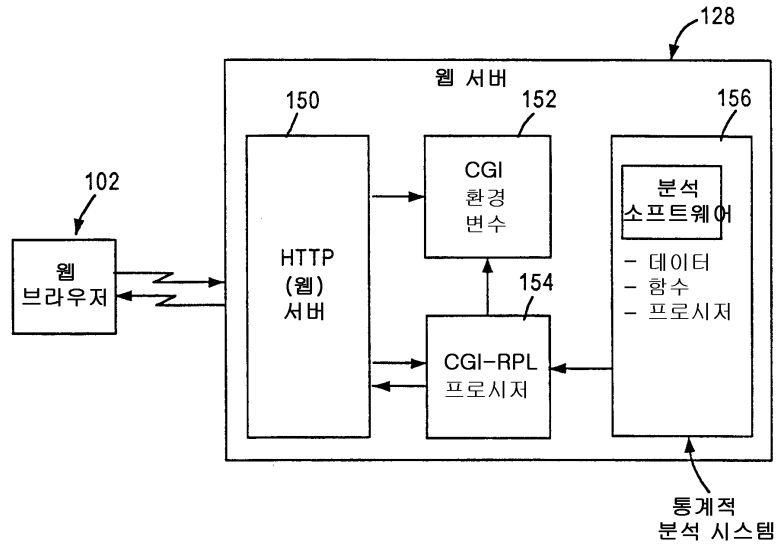 128
웹 서버
150
152
156
102
웹
브라우저
HTTP
(웹)
서버
CGI
환경
변수
분석
소프트웨어
- 데이터
- 함수
- 프로시저
154
CGI-RPL
프로시저
통계적
분석 시스템